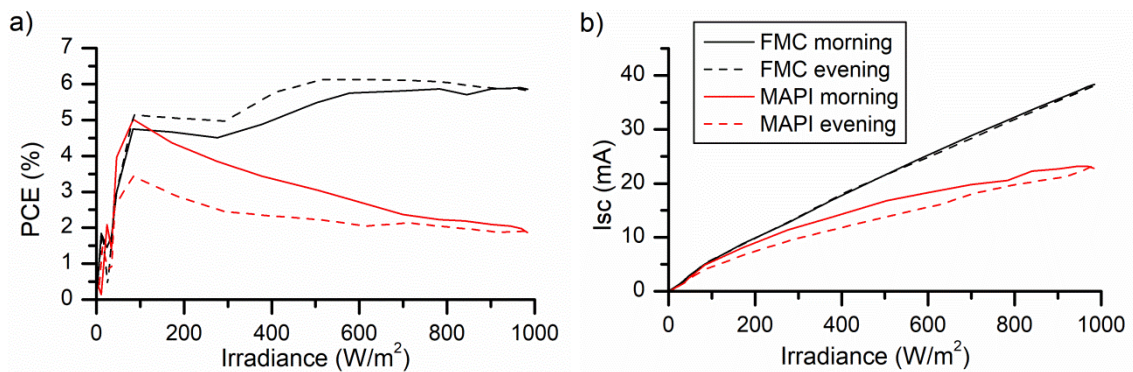 a)
7
6
5
4
3
2
1
0
PCE (%)
0 200 400 600 800 1000
Irradiance (W/m²)
b)
FMC morning
FMC evening
MAPI morning
MAPI evening
40
30
20
10
0
Isc (mA)
0 200 400 600 800 1000
Irradiance (W/m²)